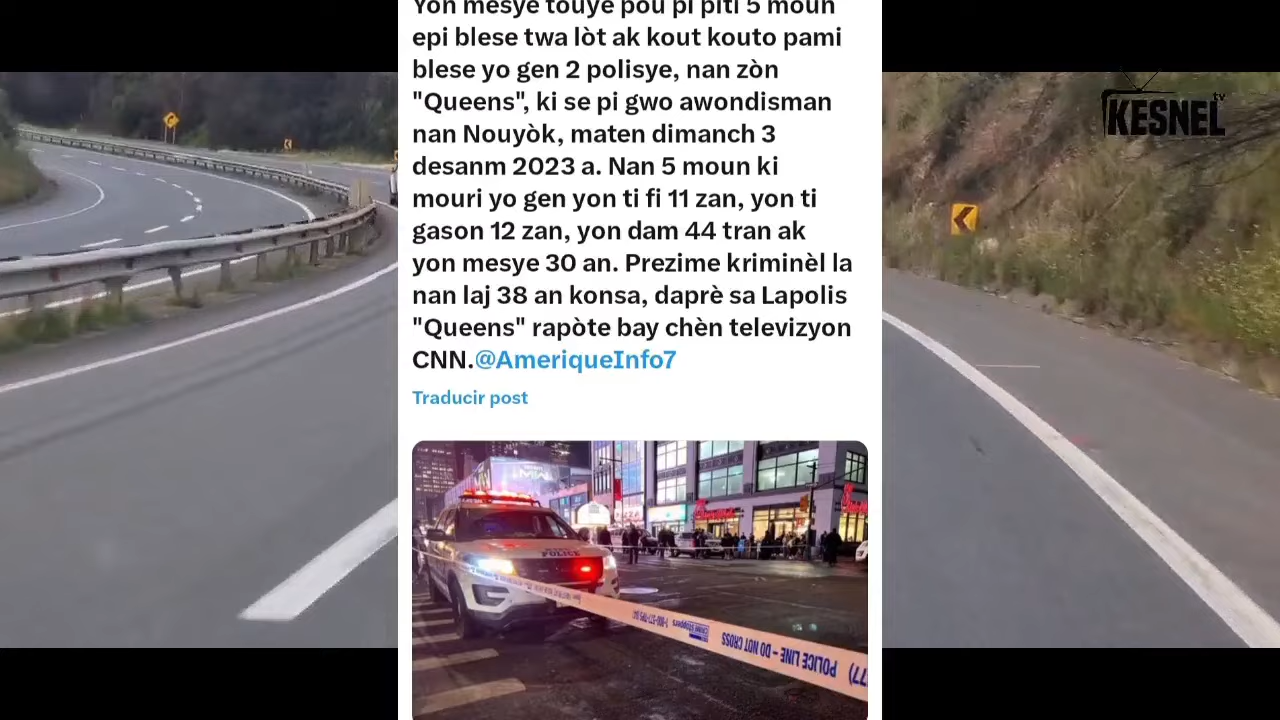 Yon mesye touye pou pi piti 5 moun
epi blese twa lòt ak kout kouto pami
blese yo gen 2 polisye, nan zòn
"Queens", ki se pi gwo awondisman
nan Nouyòk, maten dimanch 3
desanm 2023 a. Nan 5 moun ki
mouri yo gen yon ti fi 11 zan, yon ti
gason 12 zan, yon dam 44 tran ak
yon mesye 30 an. Prezime kriminèl la
nan laj 38 an konsa, daprè sa Lapolis
"Queens" rapòte bay chèn televizyon
CNN.@AmeriqueInfo7
Traducir post
KESNEL tv
POLICE
POLICE LINE – DO NOT CROSS